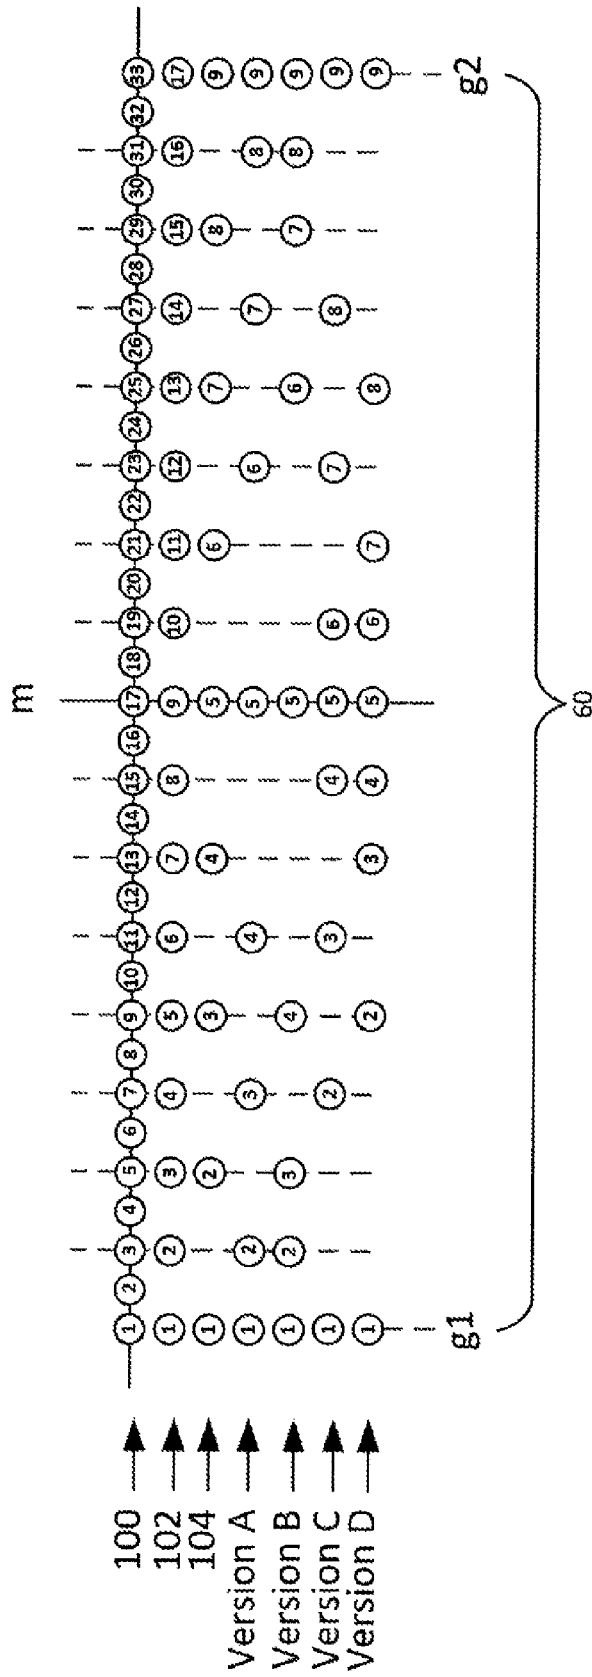 m
100 1 2 3 4 5 6 7 8 9 10 11 12 13 14 15 16 17 18 19 20 21 22 23 24 25 26 27 28 29 30 31 32 33
102 1 2 3 4 5 6 7 8 9 10 11 12 13 14 15 16 17
104 1 2 3 4 5 6 7 8 9
Version A 1 2 3 4 5 6 7 8 9
Version B 1 2 3 4 5 6 7 8 9
Version C 1 2 3 4 5 6 7 8 9
Version D 1 2 3 4 5 6 7 8 9
g1 g2
60